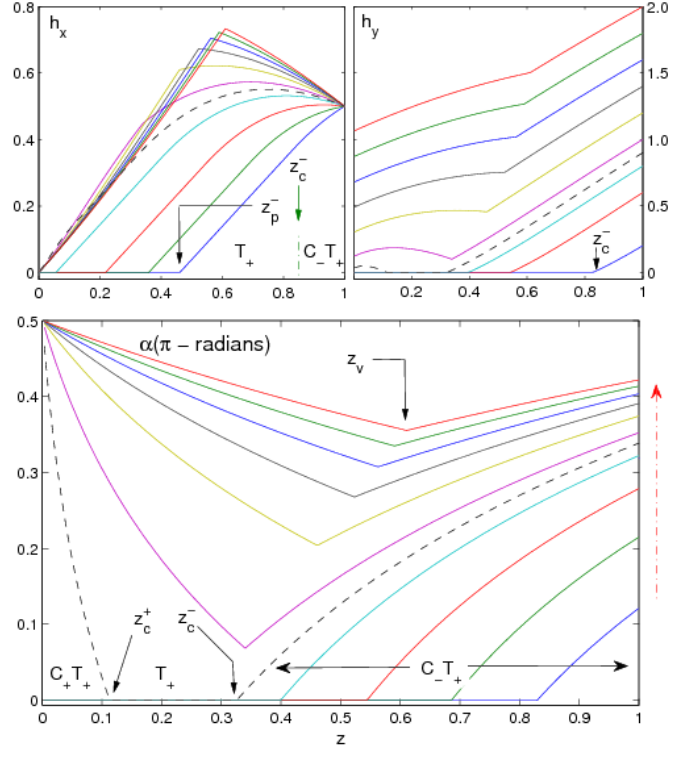 0.8
0.6
0.4
0.2
0
h_x
z_c^-
z_p^-
T_+
C_-T_+
0 0.2 0.4 0.6 0.8 1
h_y
2.0
1.5
1.0
0.5
0
z_c^-
0.2 0.4 0.6 0.8 1
0.5
0.4
0.3
0.2
0.1
0
α(π − radians)
z_v
z_c^+
z_c^-
C_+T_+
T_+
C_-T_+
0 0.1 0.2 0.3 0.4 0.5 0.6 0.7 0.8 0.9 1
z